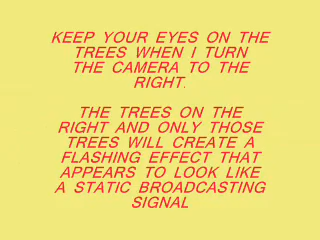 KEEP YOUR EYES ON THE
TREES WHEN I TURN
THE CAMERA TO THE
RIGHT.
THE TREES ON THE
RIGHT AND ONLY THOSE
TREES WILL CREATE A
FLASHING EFFECT THAT
APPEARS TO LOOK LIKE
A STATIC BROADCASTING
SIGNAL